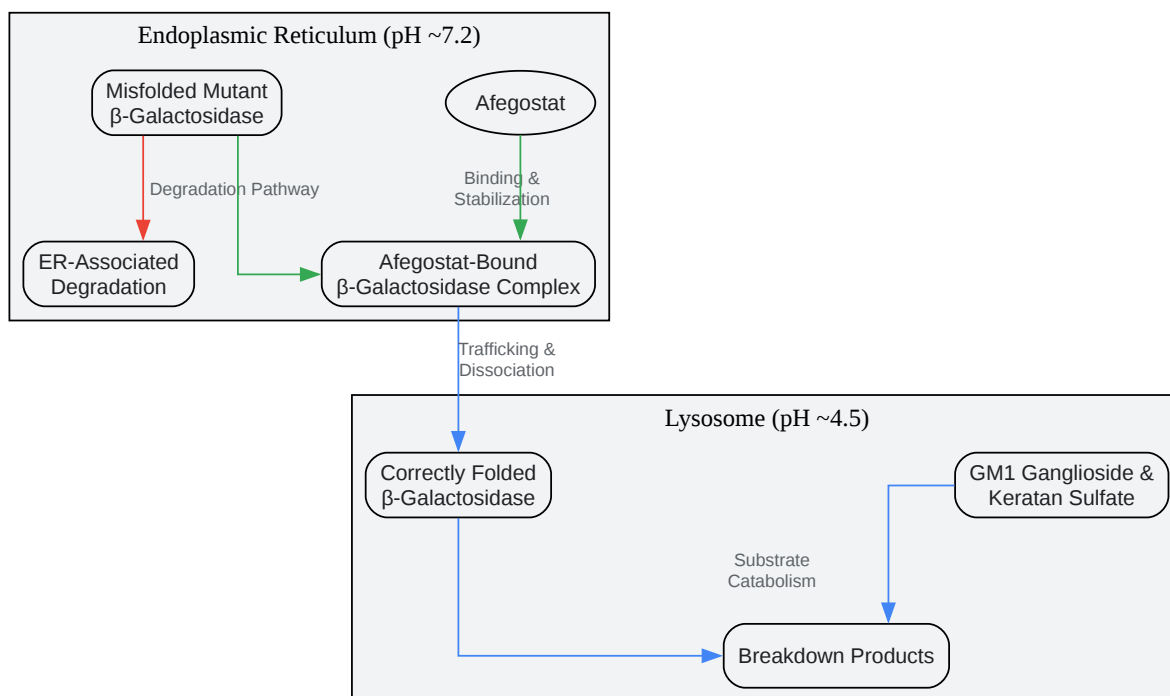 Endoplasmic Reticulum (pH ~7.2)
Misfolded Mutant
β-Galactosidase
Afegostat
Degradation Pathway
Binding &
Stabilization
ER-Associated
Degradation
Afegostat-Bound
β-Galactosidase Complex
Trafficking &
Dissociation
Lysosome (pH ~4.5)
Correctly Folded
β-Galactosidase
GM1 Ganglioside &
Keratan Sulfate
Substrate
Catabolism
Breakdown Products